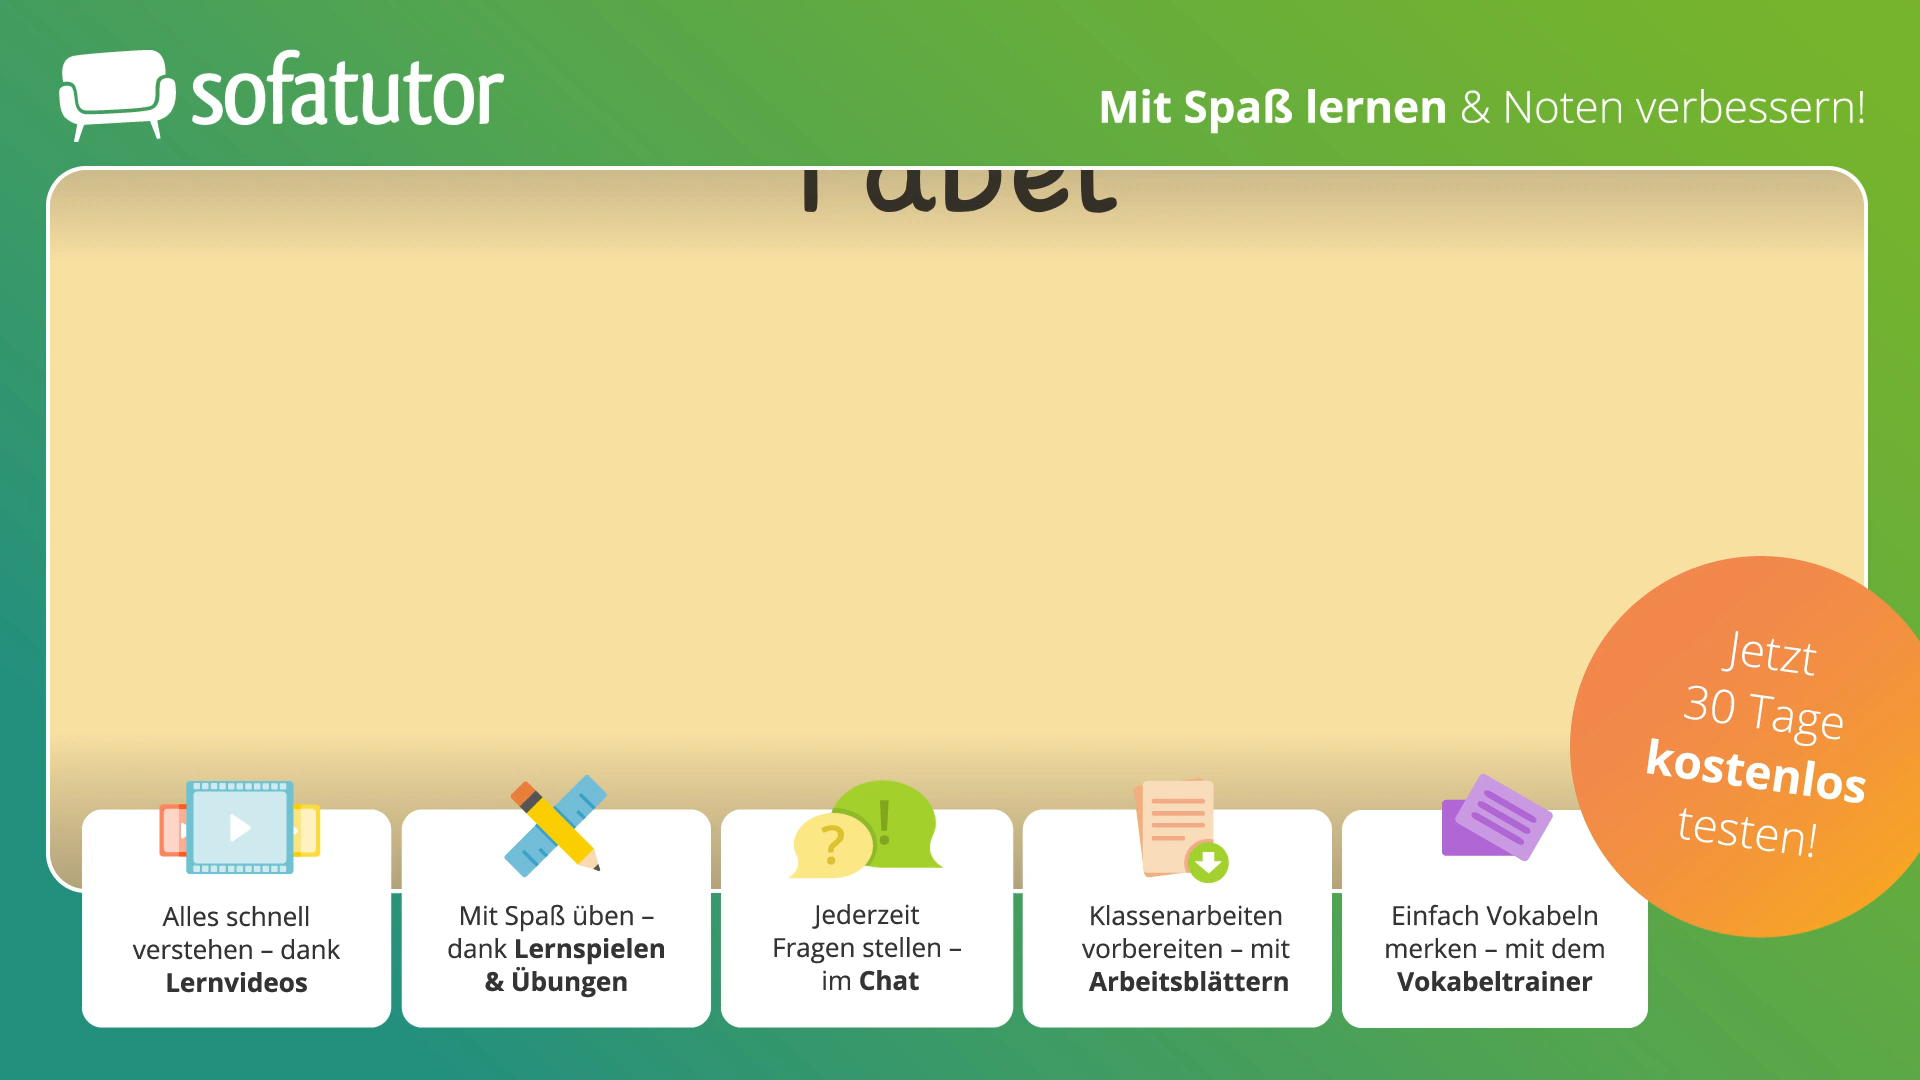 sofatutor
Mit Spaß lernen & Noten verbessern!
Jetzt
30 Tage
kostenlos
testen!
Alles schnell
verstehen – dank
Lernvideos
Mit Spaß üben –
dank Lernspielen
& Übungen
Jederzeit
Fragen stellen –
im Chat
Klassenarbeiten
vorbereiten – mit
Arbeitsblättern
Einfach Vokabeln
merken – mit dem
Vokabeltrainer